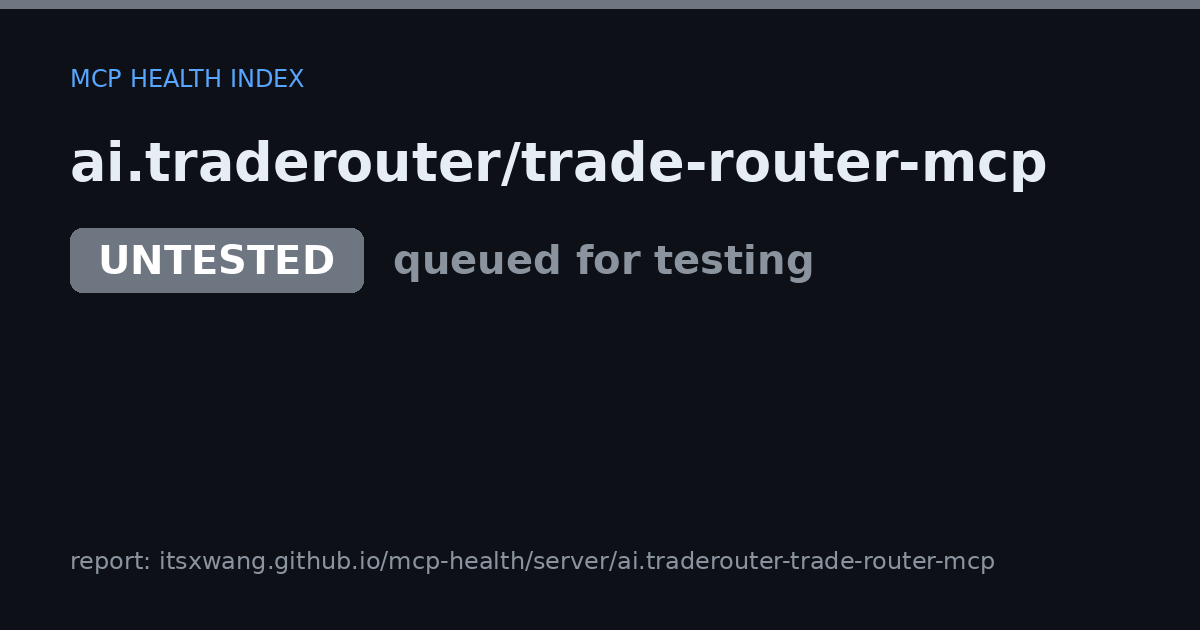 MCP HEALTH INDEX
ai.traderouter/trade-router-mcp
UNTESTED queued for testing
report: itsxwang.github.io/mcp-health/server/ai.traderouter-trade-router-mcp